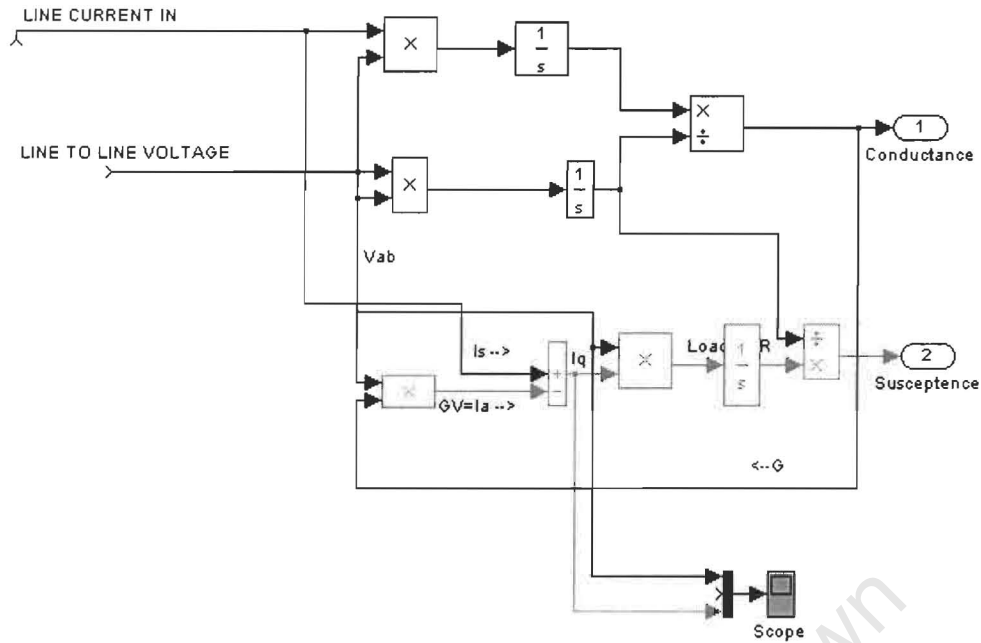 LINE CURRENT IN
×
1
s
×
÷
1
Conductance
LINE TO LINE VOLTAGE
×
1
s
Vab
Is -->
+
−
Iq
×
1
s
÷
×
2
Susceptence
×
GV=Ia -->
<--G
Scope